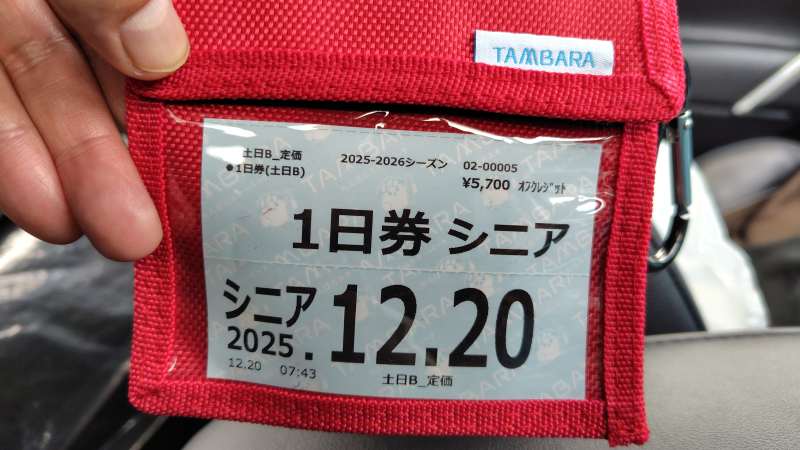 TAMBARA
土日B_定価 2025-2026シーズン 02-00005
●1日券(土日B) ¥5,700 ｵﾌｸﾚｼﾞｯﾄ
1日券 シニア
シニア
2025.12.20
12.20 07:43 土日B_定価